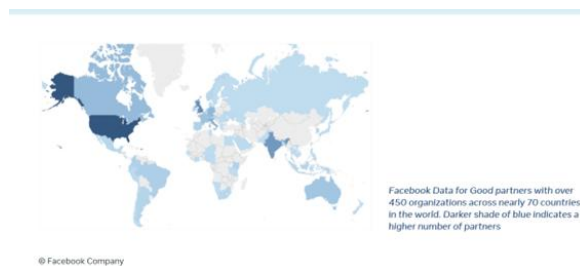 Facebook Data for Good partners with over
450 organizations across nearly 70 countries
in the world. Darker shade of blue indicates a
higher number of partners
© Facebook Company